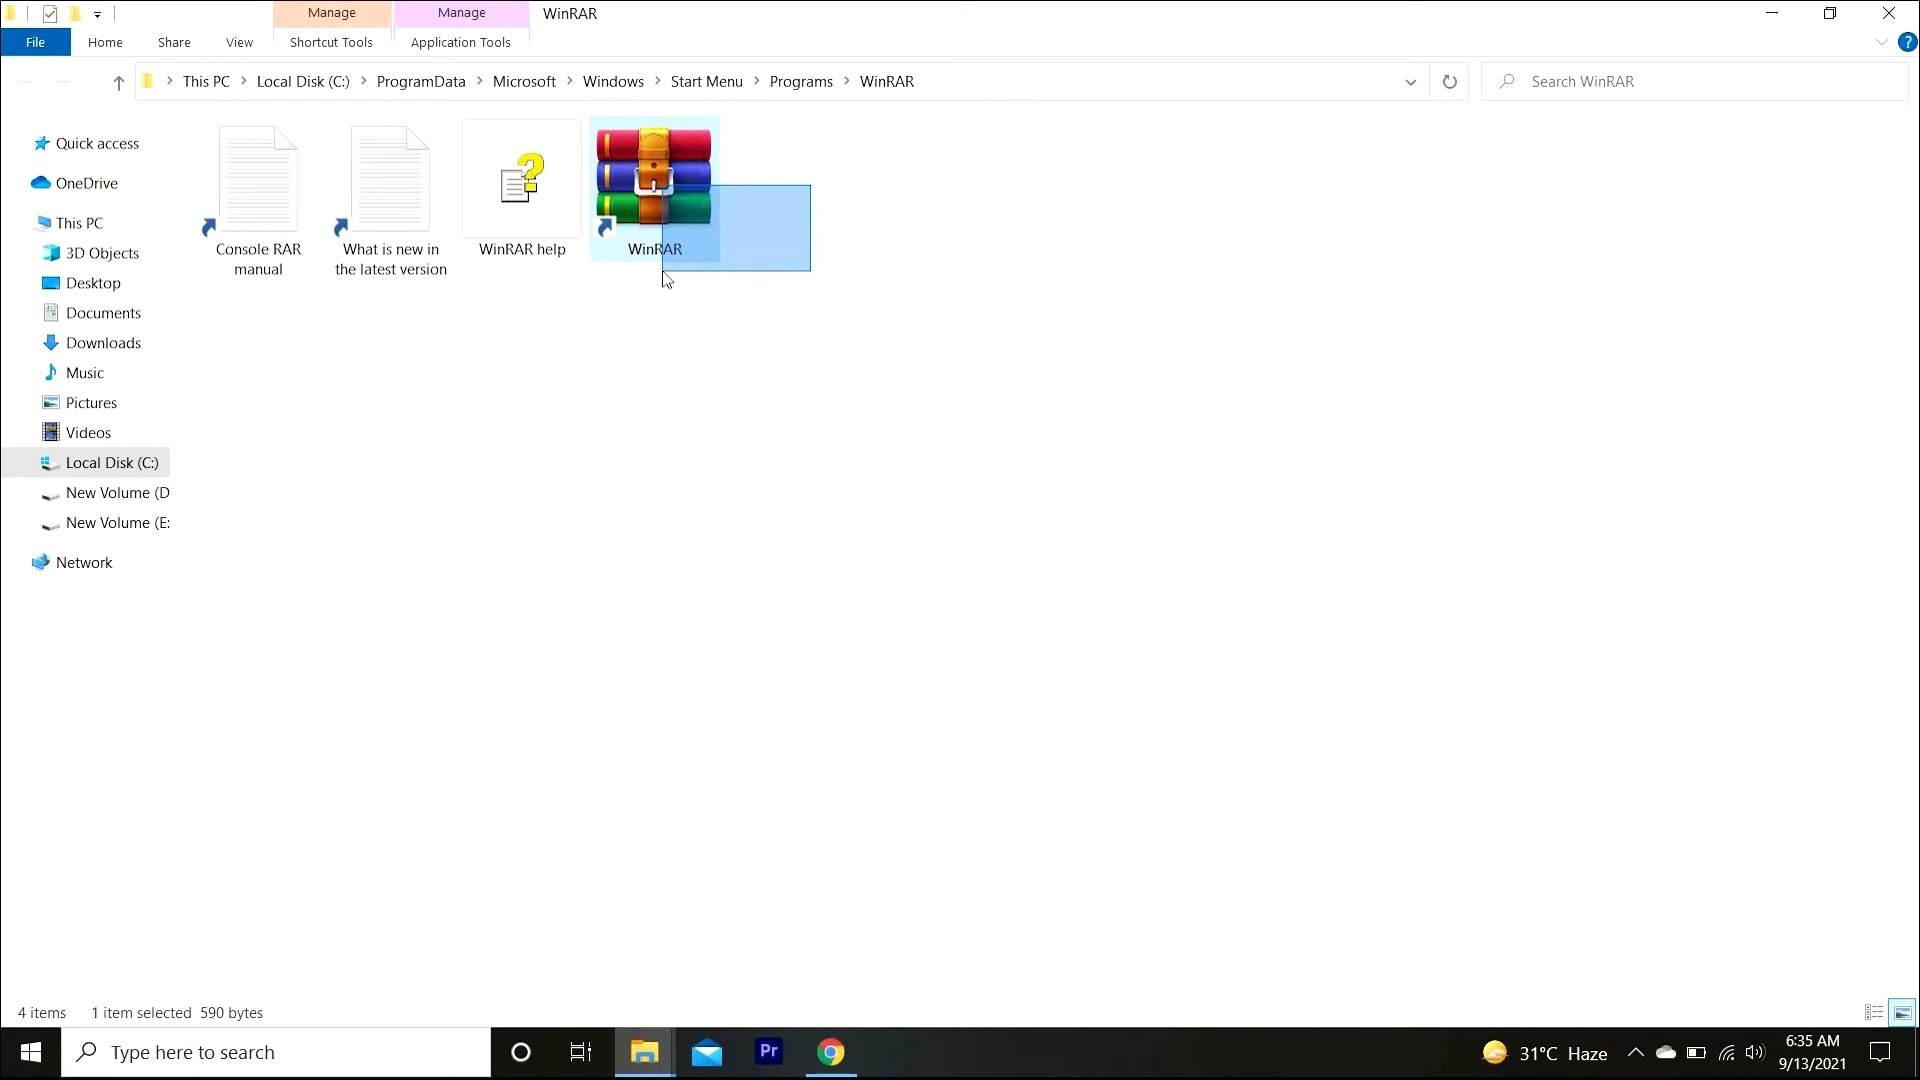 Manage
Manage
WinRAR
File
Home
Share
View
Shortcut Tools
Application Tools
This PC
Local Disk (C:)
ProgramData
Microsoft
Windows
Start Menu
Programs
WinRAR
Search WinRAR
Quick access
OneDrive
This PC
3D Objects
Desktop
Documents
Downloads
Music
Pictures
Videos
Local Disk (C:)
New Volume (D
New Volume (E:
Network
Console RAR
manual
What is new in
the latest version
WinRAR help
WinRAR
4 items
1 item selected 590 bytes
Type here to search
Pr
31°C Haze
6:35 AM
9/13/2021